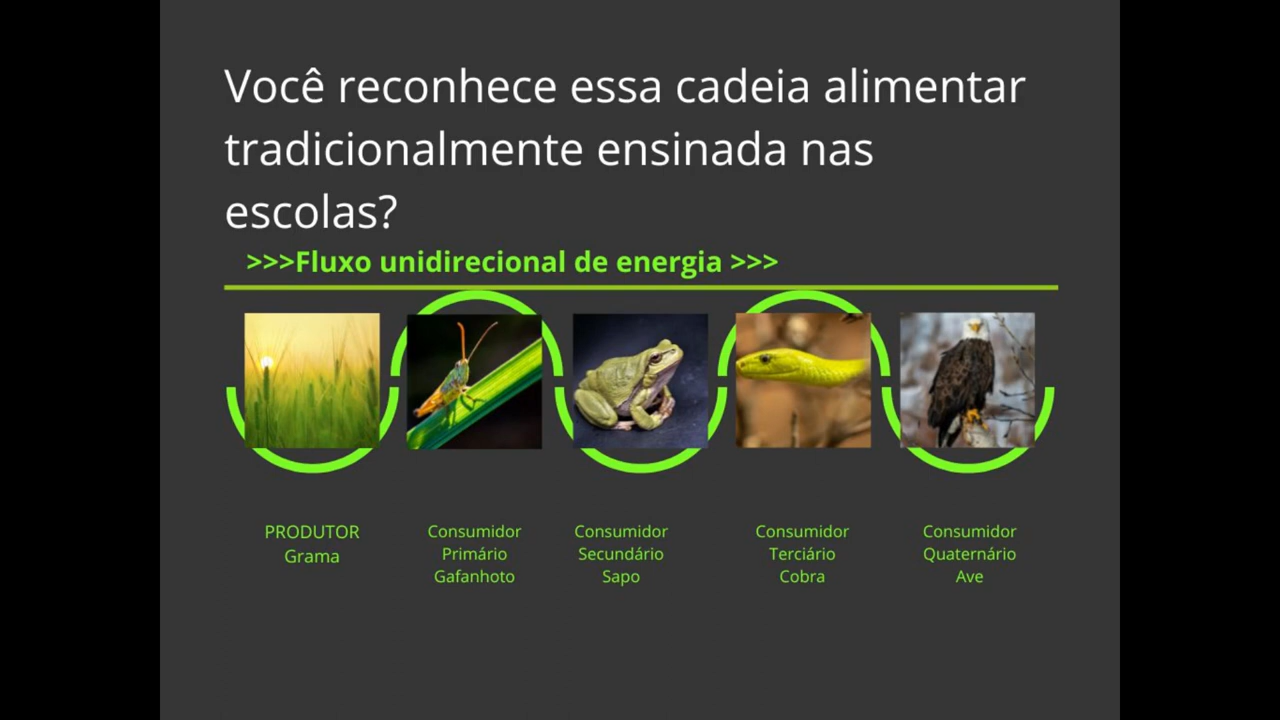 Você reconhece essa cadeia alimentar
tradicionalmente ensinada nas
escolas?
>>>Fluxo unidirecional de energia >>>
PRODUTOR
Grama
Consumidor
Primário
Gafanhoto
Consumidor
Secundário
Sapo
Consumidor
Terciário
Cobra
Consumidor
Quaternário
Ave